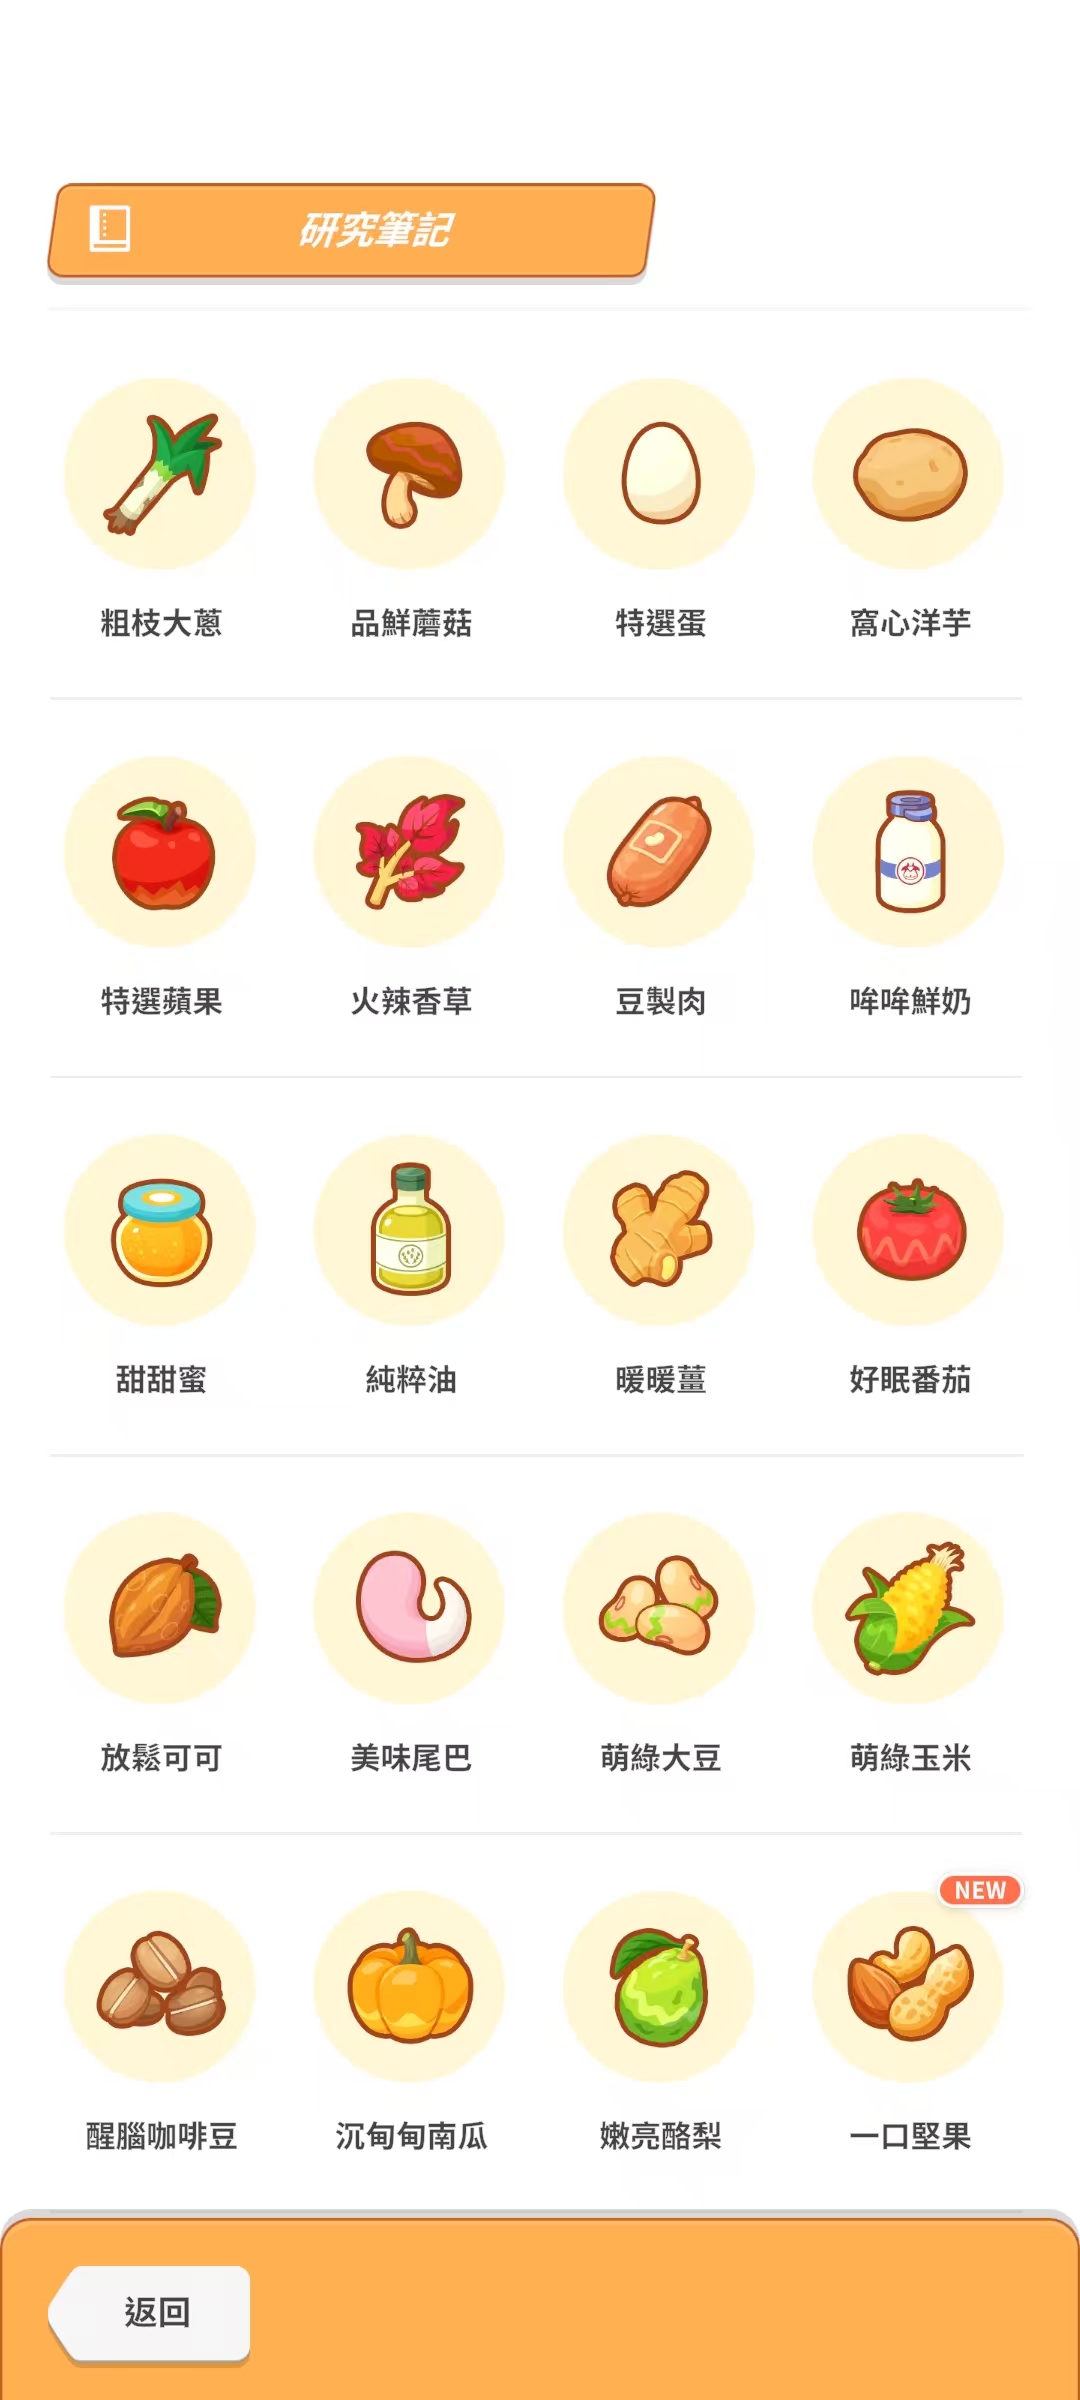 研究筆記
粗枝大蔥
品鮮蘑菇
特選蛋
窩心洋芋
特選蘋果
火辣香草
豆製肉
哞哞鮮奶
甜甜蜜
純粹油
暖暖薑
好眠番茄
放鬆可可
美味尾巴
萌綠大豆
萌綠玉米
NEW
醒腦咖啡豆
沉甸甸南瓜
嫩亮酪梨
一口堅果
返回